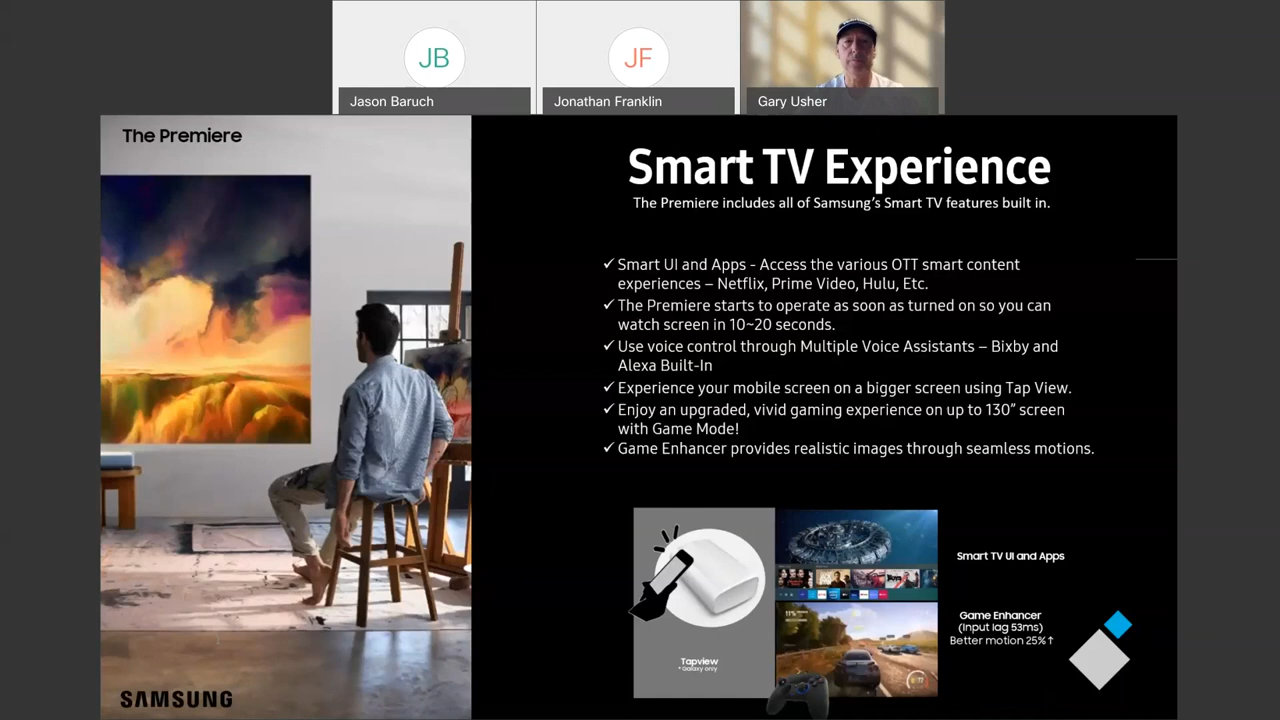 JB
JF
Jason Baruch
Jonathan Franklin
Gary Usher
The Premiere
Smart TV Experience
The Premiere includes all of Samsung's Smart TV features built in.
✓ Smart UI and Apps - Access the various OTT smart content
experiences – Netflix, Prime Video, Hulu, Etc.
✓ The Premiere starts to operate as soon as turned on so you can
watch screen in 10~20 seconds.
✓ Use voice control through Multiple Voice Assistants – Bixby and
Alexa Built-In
✓ Experience your mobile screen on a bigger screen using Tap View.
✓ Enjoy an upgraded, vivid gaming experience on up to 130” screen
with Game Mode!
✓ Game Enhancer provides realistic images through seamless motions.
Smart TV UI and Apps
Game Enhancer
(Input lag 53ms)
Better motion 25%↑
Tapview
* Galaxy only
SAMSUNG